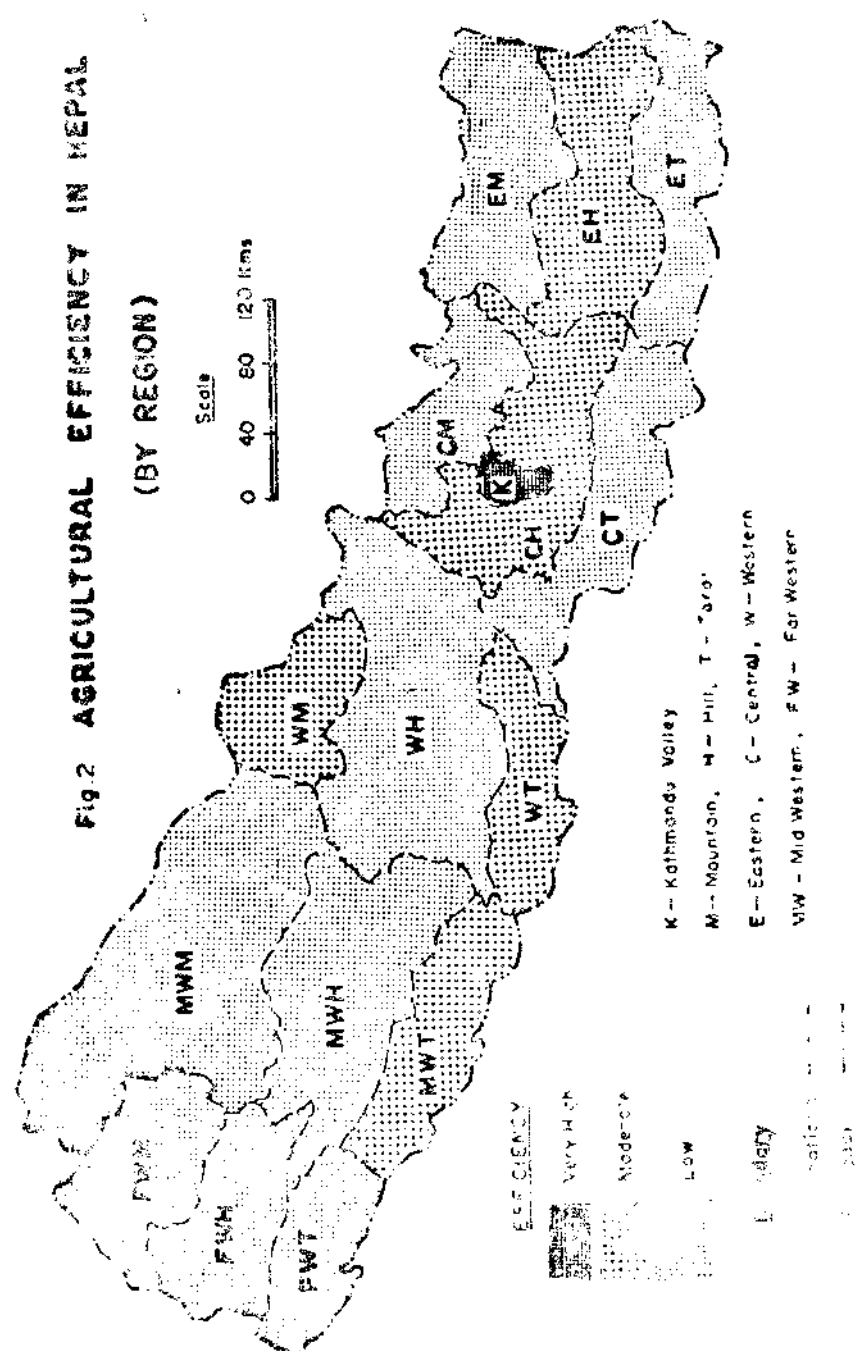 Fig.2 AGRICULTURAL EFFICIENCY IN NEPAL
(BY REGION)
Scale
0 40 80 120 Kms
FWM
FWH
FWT
MWM
MWH
MWT
WM
WH
WT
CM
K
CH
CT
EM
EH
ET
EFFICIENCY
Very High
Moderate
Low
K – Kathmandu Valley
M – Mountain, H – Hill, T –
E – Eastern, C – Central, W – Western
MW – Mid Western, FW – Far Western